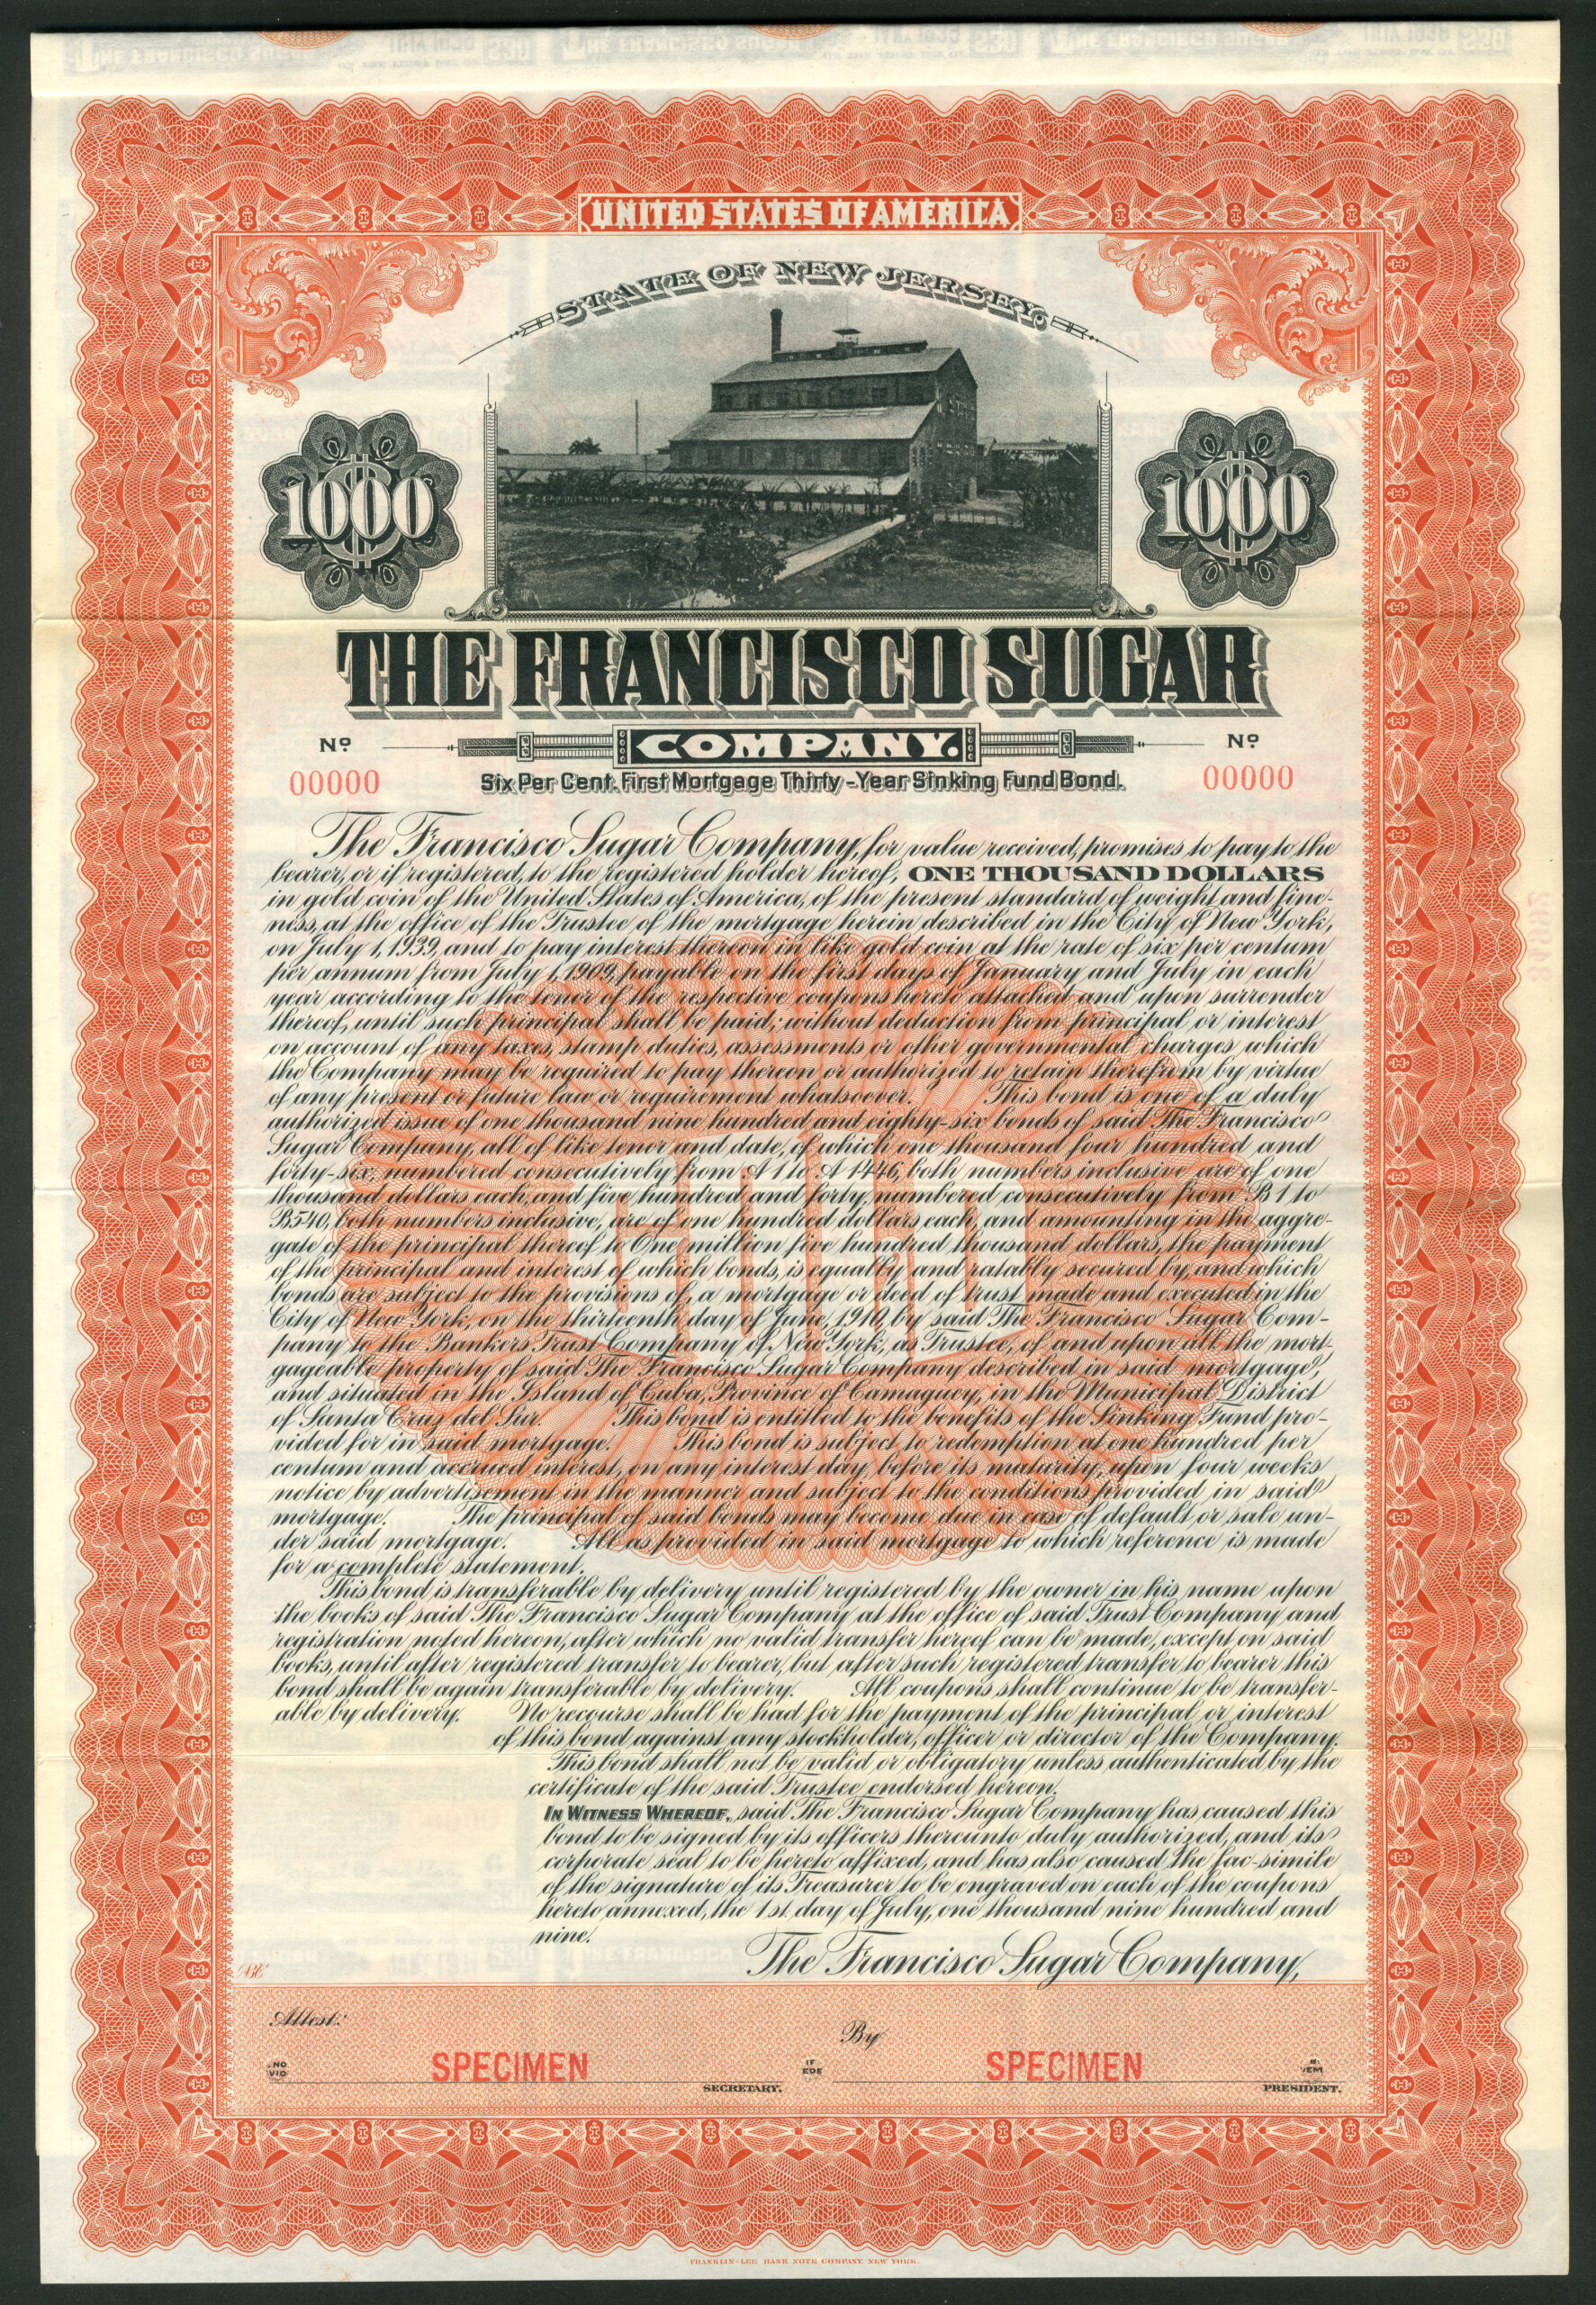 UNITED STATES OF AMERICA
STATE OF NEW JERSEY.
$1000
$1000
THE FRANCISCO SUGAR
Nº
COMPANY.
Nº
00000
Six Per Cent. First Mortgage Thirty-Year Sinking Fund Bond.
00000
The Francisco Sugar Company, for value received, promises to pay to the
bearer, or if registered, to the registered holder hereof, ONE THOUSAND DOLLARS
in gold coin of the United States of America, of the present standard of weight and fine-
ness, at the office of the Trustee of the mortgage herein described in the City of New York,
on July 1, 1939, and to pay interest thereon in like gold coin at the rate of six per centum
per annum from July 1, 1909, payable on the first days of January and July in each
year according to the tenor of the respective coupons hereto attached and upon surrender
thereof, until such principal shall be paid; without deduction from principal or interest
on account of any taxes, stamp duties, assessments or other governmental charges which
the Company may be required to pay thereon or authorized to retain therefrom by virtue
of any present or future law or requirement whatsoever. This bond is one of a duly
authorized issue of one thousand nine hundred and eighty-six bonds of said The Francisco
Sugar Company, all of like tenor and date, of which one thousand four hundred and
forty-six, numbered consecutively from A 1 to A 1446, both numbers inclusive are of one
thousand dollars each, and five hundred and forty, numbered consecutively from B 1 to
B 540, both numbers inclusive, are of one hundred dollars each, and amounting in the aggre-
gate of the principal thereof to One million five hundred thousand dollars, the payment
of the principal and interest of which bonds, is equally and ratably secured by, and which
bonds are subject to the provisions of, a mortgage or deed of trust made and executed in the
City of New York, on the thirteenth day of June, 1910, by said The Francisco Sugar Com-
pany to the Bankers Trust Company of New York, as Trustee, of and upon all the mort-
gageable property of said The Francisco Sugar Company described in said mortgage,
and situated in the Island of Cuba, Province of Camaguey, in the Municipal District
of Santa Cruz del Sur. This bond is entitled to the benefits of the Sinking Fund pro-
vided for in said mortgage. This bond is subject to redemption at one hundred per
centum and accrued interest, on any interest day before its maturity, upon four weeks
notice by advertisement in the manner and subject to the conditions provided in said
mortgage. The principal of said bonds may become due in case of default or sale un-
der said mortgage. All as provided in said mortgage to which reference is made
for a complete statement.
This bond is transferable by delivery until registered by the owner in his name upon
the books of said The Francisco Sugar Company at the office of said Trust Company and
registration noted hereon, after which no valid transfer hereof can be made, except on said
books, until after registered transfer to bearer, but after such registered transfer to bearer this
bond shall be again transferable by delivery. All coupons shall continue to be transfer-
able by delivery. No recourse shall be had for the payment of the principal or interest
of this bond against any stockholder, officer or director of the Company.
This bond shall not be valid or obligatory unless authenticated by the
certificate of the said Trustee endorsed hereon.
IN WITNESS WHEREOF, said The Francisco Sugar Company has caused this
bond to be signed by its officers thereunto duly authorized, and its
corporate seal to be hereto affixed, and has also caused the fac-simile
of the signature of its Treasurer to be engraved on each of the coupons
hereto annexed, the 1st day of July, one thousand nine hundred and
nine.
The Francisco Sugar Company,
Attest:
By
SPECIMEN
SPECIMEN
SECRETARY.
PRESIDENT.
FRANKLIN-LEE BANK NOTE COMPANY. NEW YORK.